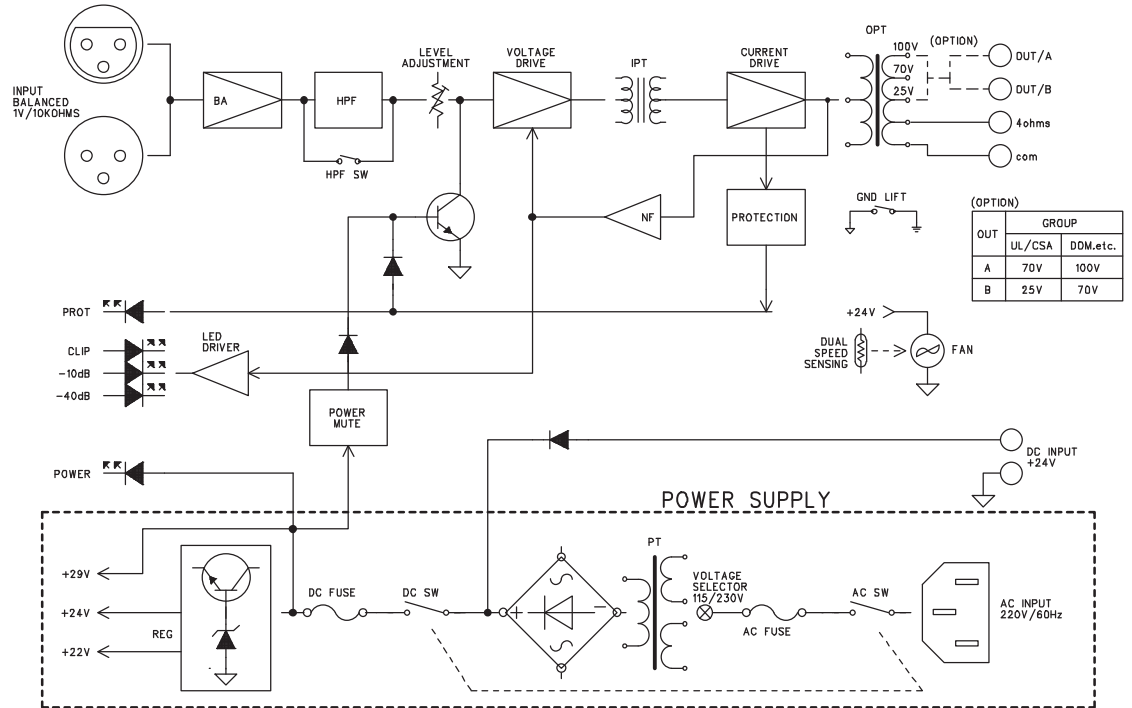 INPUT
BALANCED
1V/10KOHMS
BA
HPF
HPF SW
LEVEL
ADJUSTMENT
VOLTAGE
DRIVE
IPT
CURRENT
DRIVE
OPT
100V
70V
25V
(OPTION)
OUT/A
OUT/B
4ohms
com
NF
PROTECTION
GND LIFT
(OPTION)
OUT
GROUP
UL/CSA
DOM.etc.
A
70V
100V
B
25V
70V
PROT
CLIP
-10dB
-40dB
LED
DRIVER
POWER
MUTE
+24V
DUAL
SPEED
SENSING
FAN
POWER
DC INPUT
+24V
POWER SUPPLY
+29V
+24V
+22V
REG
DC FUSE
DC SW
+
-
PT
VOLTAGE
SELECTOR
115/230V
AC FUSE
AC SW
AC INPUT
220V/60Hz